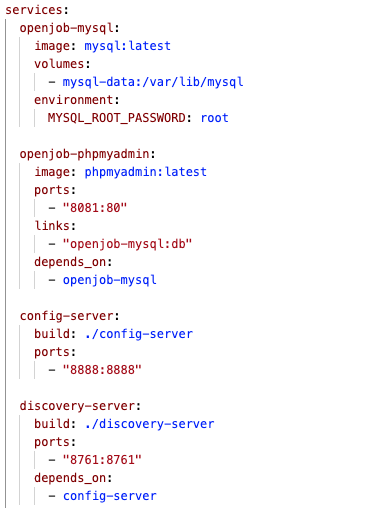 services:
  openjob-mysql:
    image: mysql:latest
    volumes:
      - mysql-data:/var/lib/mysql
    environment:
      MYSQL_ROOT_PASSWORD: root

  openjob-phpmyadmin:
    image: phpmyadmin:latest
    ports:
      - "8081:80"
    links:
      - "openjob-mysql:db"
    depends_on:
      - openjob-mysql

  config-server:
    build: ./config-server
    ports:
      - "8888:8888"

  discovery-server:
    build: ./discovery-server
    ports:
      - "8761:8761"
    depends_on:
      - config-server